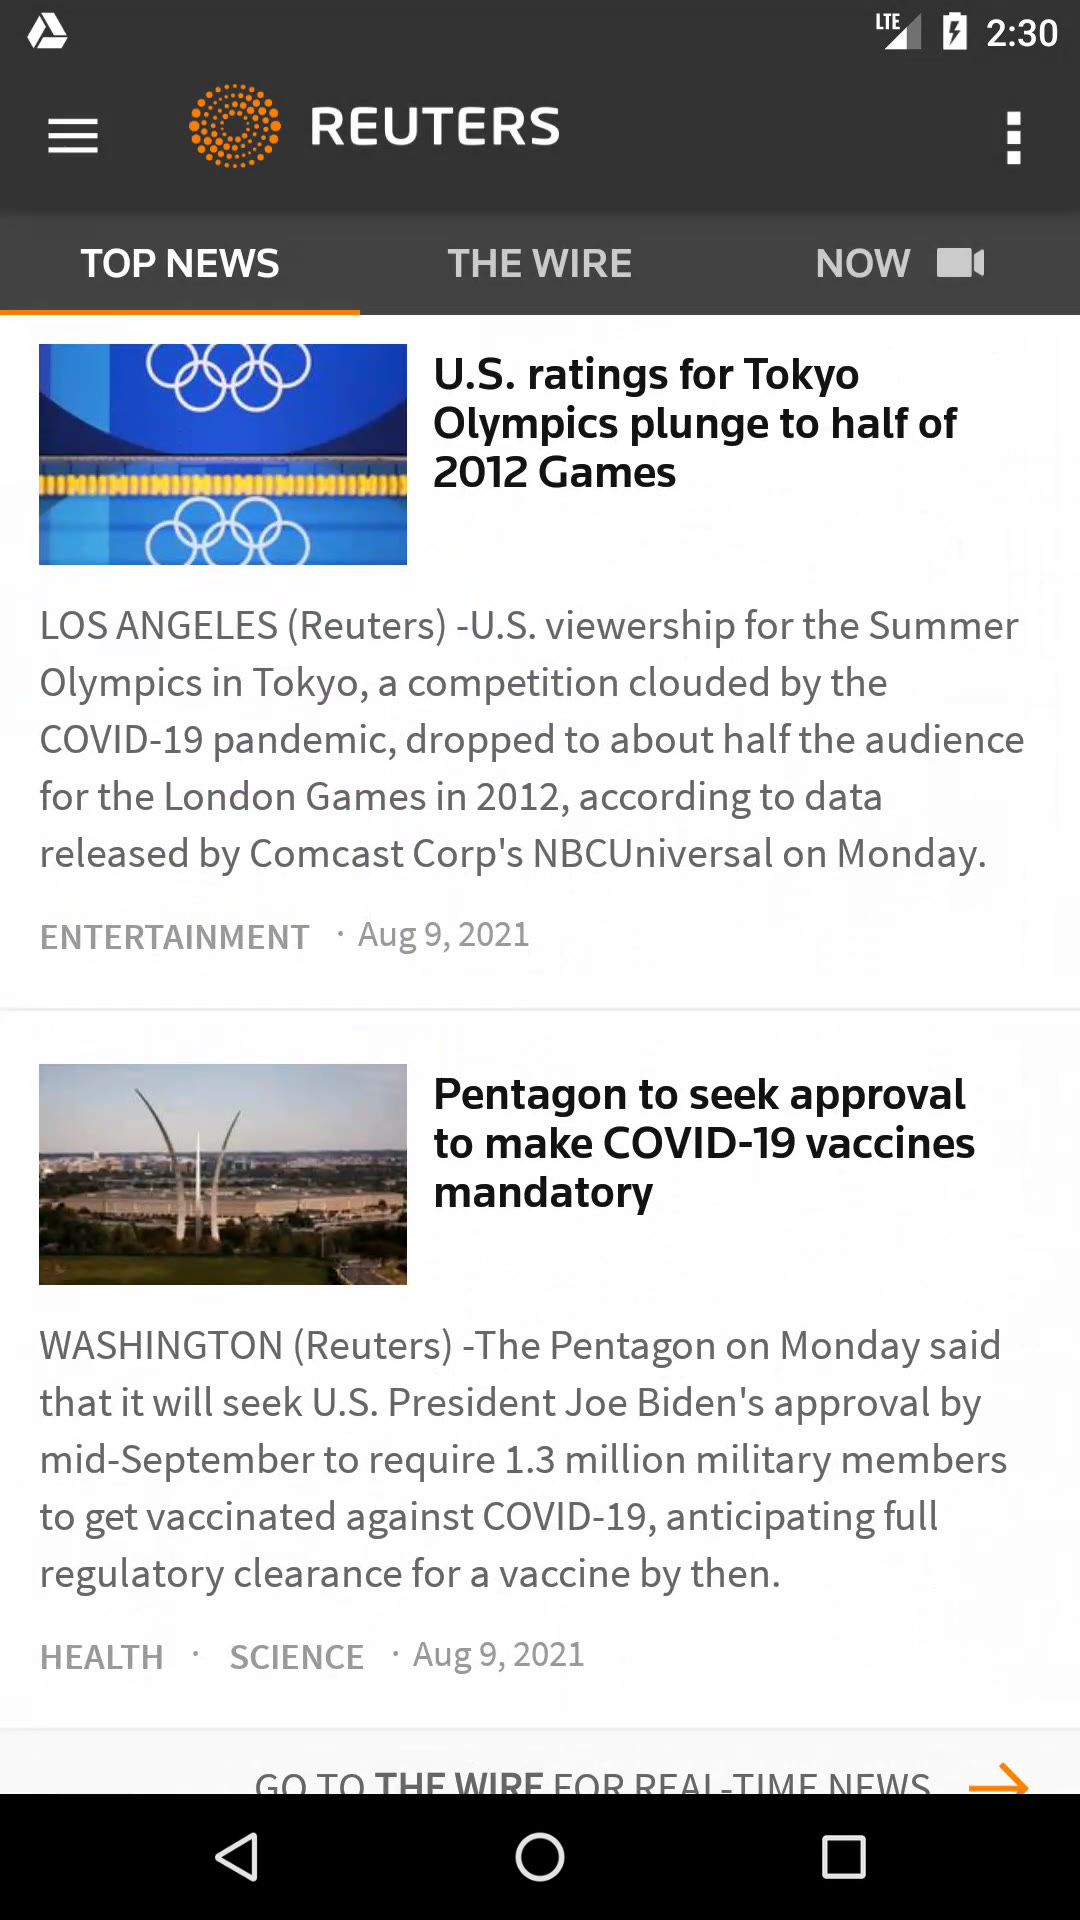 LTE 2:30
REUTERS
TOP NEWS THE WIRE NOW
U.S. ratings for Tokyo
Olympics plunge to half of
2012 Games
LOS ANGELES (Reuters) -U.S. viewership for the Summer
Olympics in Tokyo, a competition clouded by the
COVID-19 pandemic, dropped to about half the audience
for the London Games in 2012, according to data
released by Comcast Corp's NBCUniversal on Monday.
ENTERTAINMENT · Aug 9, 2021
Pentagon to seek approval
to make COVID-19 vaccines
mandatory
WASHINGTON (Reuters) -The Pentagon on Monday said
that it will seek U.S. President Joe Biden's approval by
mid-September to require 1.3 million military members
to get vaccinated against COVID-19, anticipating full
regulatory clearance for a vaccine by then.
HEALTH · SCIENCE · Aug 9, 2021
GO TO THE WIRE FOR REAL-TIME NEWS